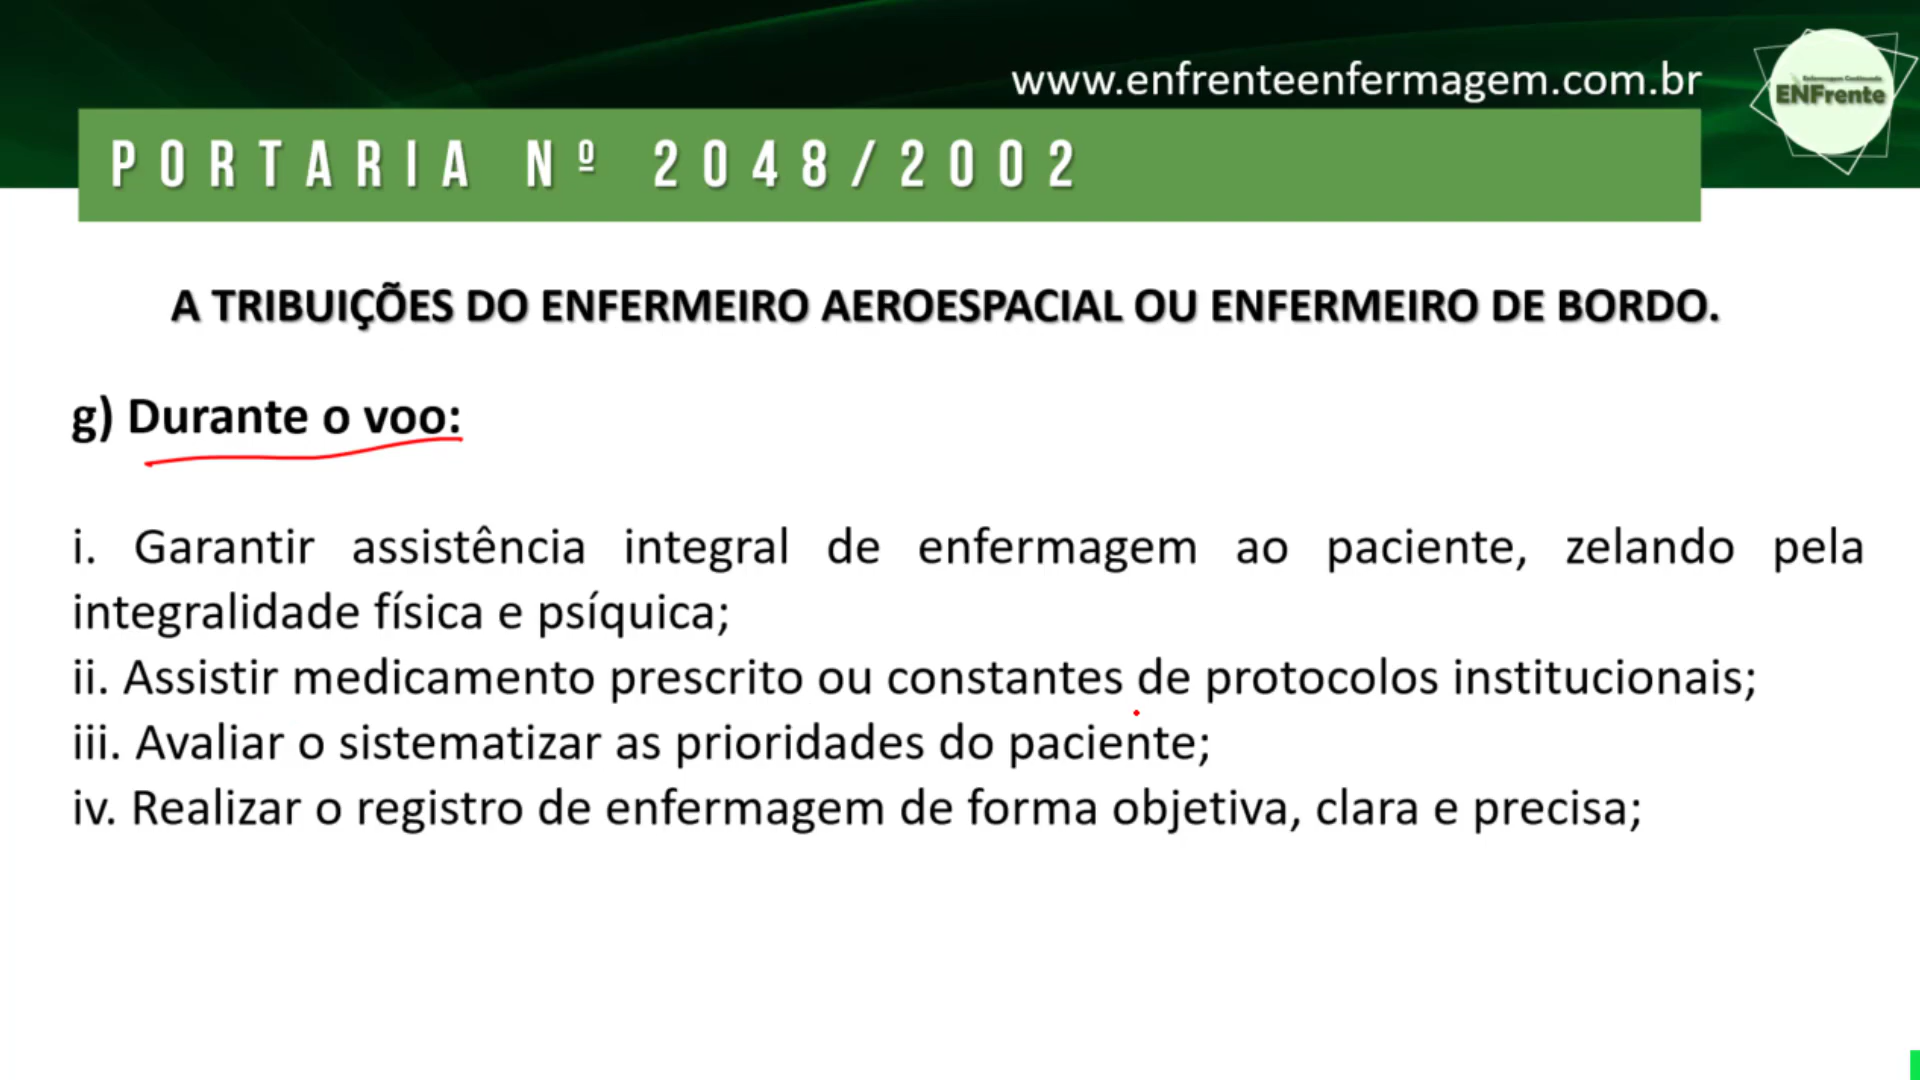 www.enfrenteenfermagem.com.br
ENFrente
PORTARIA Nº 2048/2002
A TRIBUIÇÕES DO ENFERMEIRO AEROESPACIAL OU ENFERMEIRO DE BORDO.
g) Durante o voo:
i. Garantir assistência integral de enfermagem ao paciente, zelando pela
integralidade física e psíquica;
ii. Assistir medicamento prescrito ou constantes de protocolos institucionais;
iii. Avaliar o sistematizar as prioridades do paciente;
iv. Realizar o registro de enfermagem de forma objetiva, clara e precisa;